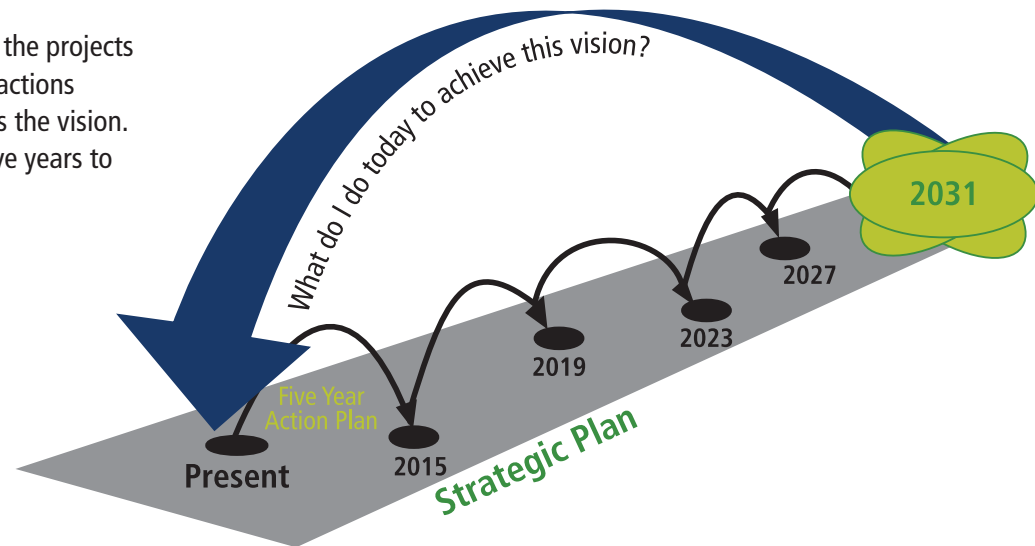 the projects
actions
s the vision.
ve years to
What do I do today to achieve this vision?
2031
2027
2023
2019
Five Year
Action Plan
2015
Present
Strategic Plan